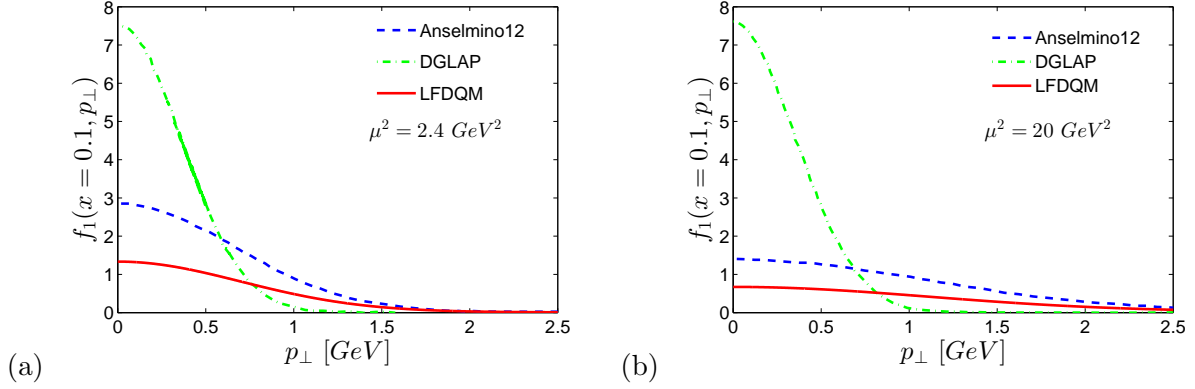 8
7
6
5
4
3
2
1
0
f₁(x = 0.1, p⊥)
Anselmino12
DGLAP
LFDQM
μ² = 2.4 GeV²
0 0.5 1 1.5 2 2.5
p⊥ [GeV]
(a)
8
7
6
5
4
3
2
1
0
f₁(x = 0.1, p⊥)
Anselmino12
DGLAP
LFDQM
μ² = 20 GeV²
0 0.5 1 1.5 2 2.5
p⊥ [GeV]
(b)